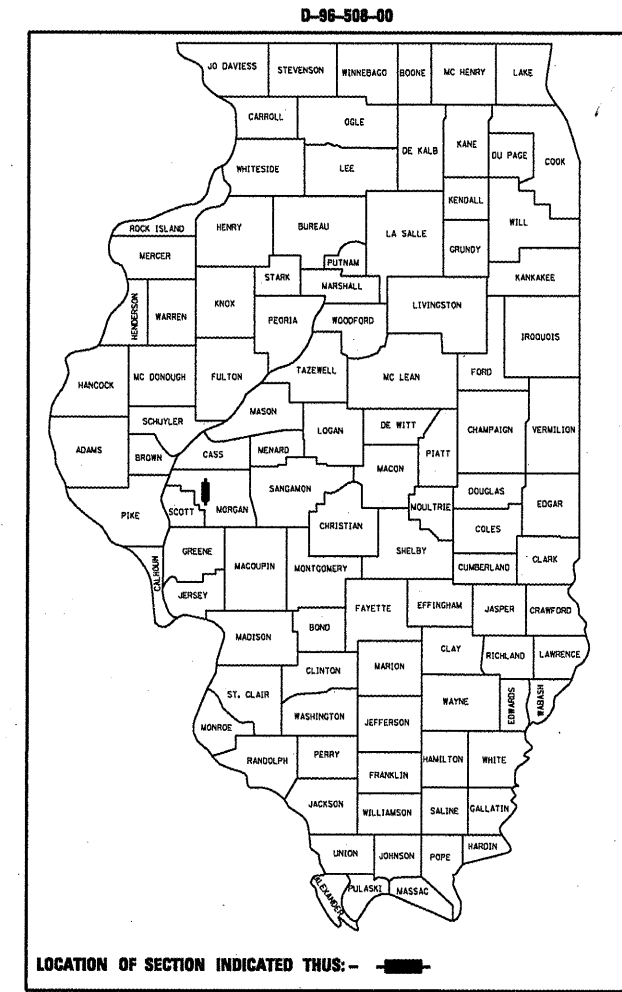 D-96-508-00
JO DAVIESS
STEVENSON
WINNEBAGO
BOONE
MC HENRY
LAKE
CARROLL
OGLE
DE KALB
KANE
DU PAGE
COOK
WHITESIDE
LEE
KENDALL
WILL
ROCK ISLAND
HENRY
BUREAU
LA SALLE
GRUNDY
MERCER
PUTNAM
STARK
MARSHALL
KANKAKEE
HENDERSON
WARREN
KNOX
PEORIA
WOODFORD
LIVINGSTON
IROQUOIS
HANCOCK
MC DONOUGH
FULTON
TAZEWELL
MC LEAN
FORD
MASON
SCHUYLER
LOGAN
DE WITT
CHAMPAIGN
VERMILION
ADAMS
BROWN
CASS
MENARD
MACON
PIATT
SANGAMON
PIKE
SCOTT
MORGAN
CHRISTIAN
MOULTRIE
DOUGLAS
EDGAR
COLES
GREENE
MACOUPIN
MONTGOMERY
SHELBY
CUMBERLAND
CLARK
CALHOUN
JERSEY
FAYETTE
EFFINGHAM
JASPER
CRAWFORD
MADISON
BOND
CLAY
RICHLAND
LAWRENCE
CLINTON
MARION
ST. CLAIR
WAYNE
EDWARDS
WABASH
MONROE
WASHINGTON
JEFFERSON
RANDOLPH
PERRY
HAMILTON
WHITE
FRANKLIN
JACKSON
WILLIAMSON
SALINE
GALLATIN
UNION
JOHNSON
POPE
HARDIN
ALEXANDER
PULASKI
MASSAC
LOCATION OF SECTION INDICATED THUS: -